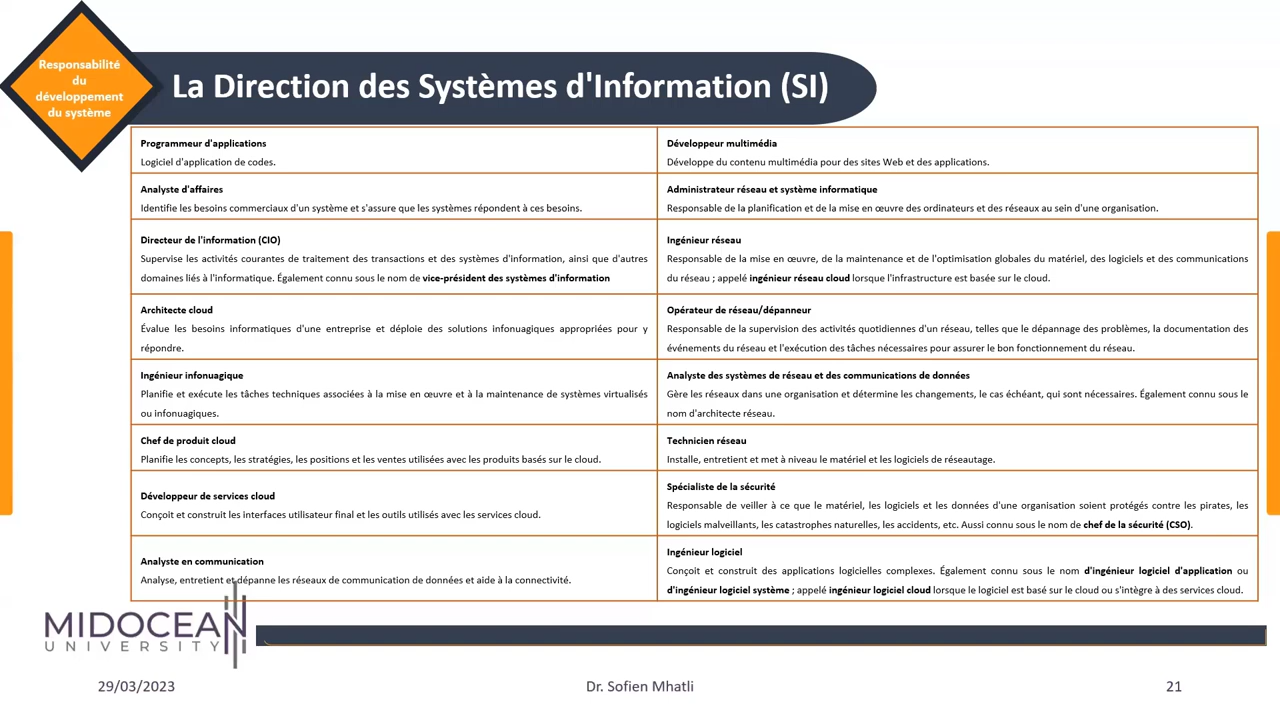 Responsabilité
du
développement
du système
La Direction des Systèmes d'Information (SI)
Programmeur d'applications
Logiciel d'application de codes.
Développeur multimédia
Développe du contenu multimédia pour des sites Web et des applications.
Analyste d'affaires
Identifie les besoins commerciaux d'un système et s'assure que les systèmes répondent à ces besoins.
Administrateur réseau et système informatique
Responsable de la planification et de la mise en œuvre des ordinateurs et des réseaux au sein d'une organisation.
Directeur de l'information (CIO)
Supervise les activités courantes de traitement des transactions et des systèmes d'information, ainsi que d'autres
domaines liés à l'informatique. Également connu sous le nom de vice-président des systèmes d'information
Ingénieur réseau
Responsable de la mise en œuvre, de la maintenance et de l'optimisation globales du matériel, des logiciels et des communications
du réseau ; appelé ingénieur réseau cloud lorsque l'infrastructure est basée sur le cloud.
Architecte cloud
Évalue les besoins informatiques d'une entreprise et déploie des solutions infonuagiques appropriées pour y
répondre.
Opérateur de réseau/dépanneur
Responsable de la supervision des activités quotidiennes d'un réseau, telles que le dépannage des problèmes, la documentation des
événements du réseau et l'exécution des tâches nécessaires pour assurer le bon fonctionnement du réseau.
Ingénieur infonuagique
Planifie et exécute les tâches techniques associées à la mise en œuvre et à la maintenance de systèmes virtualisés
ou infonuagiques.
Analyste des systèmes de réseau et des communications de données
Gère les réseaux dans une organisation et détermine les changements, le cas échéant, qui sont nécessaires. Également connu sous le
nom d'architecte réseau.
Chef de produit cloud
Planifie les concepts, les stratégies, les positions et les ventes utilisées avec les produits basés sur le cloud.
Technicien réseau
Installe, entretient et met à niveau le matériel et les logiciels de réseautage.
Développeur de services cloud
Conçoit et construit les interfaces utilisateur final et les outils utilisés avec les services cloud.
Spécialiste de la sécurité
Responsable de veiller à ce que le matériel, les logiciels et les données d'une organisation soient protégés contre les pirates, les
logiciels malveillants, les catastrophes naturelles, les accidents, etc. Aussi connu sous le nom de chef de la sécurité (CSO).
Analyste en communication
Analyse, entretient et dépanne les réseaux de communication de données et aide à la connectivité.
Ingénieur logiciel
Conçoit et construit des applications logicielles complexes. Également connu sous le nom d'ingénieur logiciel d'application ou
d'ingénieur logiciel système ; appelé ingénieur logiciel cloud lorsque le logiciel est basé sur le cloud ou s'intègre à des services cloud.
MIDOCEAN
UNIVERSITY
29/03/2023
Dr. Sofien Mhatli
21